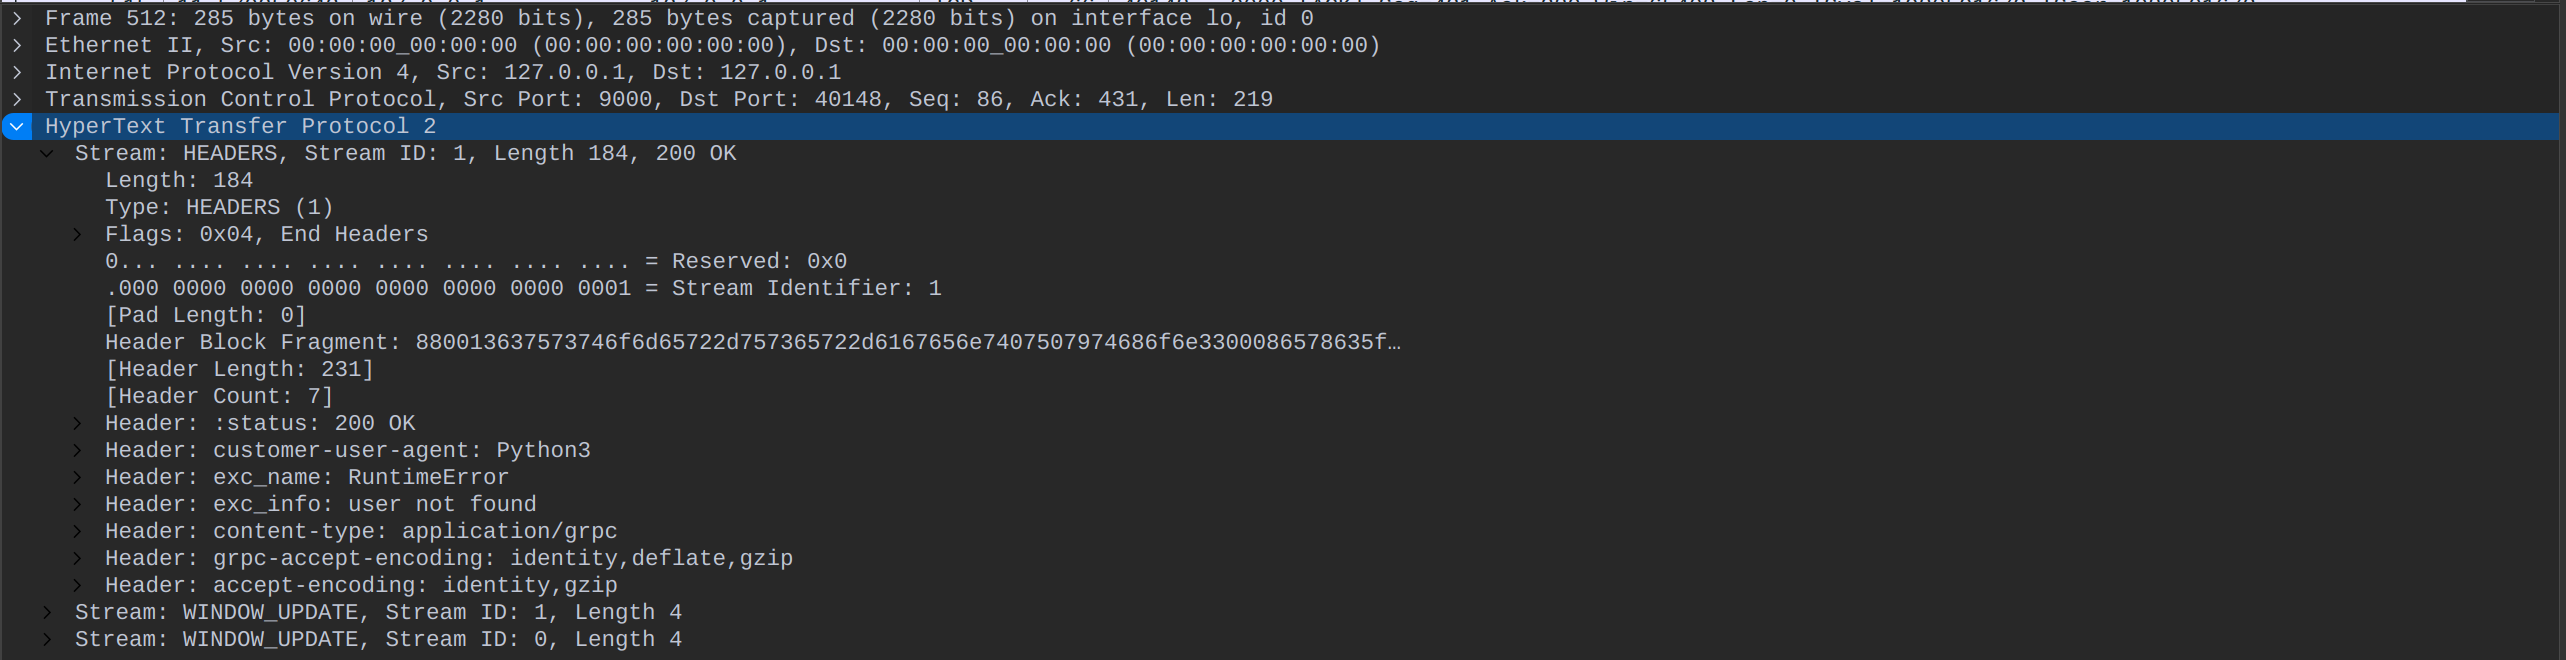 Frame 512: 285 bytes on wire (2280 bits), 285 bytes captured (2280 bits) on interface lo, id 0
Ethernet II, Src: 00:00:00_00:00:00 (00:00:00:00:00:00), Dst: 00:00:00_00:00:00 (00:00:00:00:00:00)
Internet Protocol Version 4, Src: 127.0.0.1, Dst: 127.0.0.1
Transmission Control Protocol, Src Port: 9000, Dst Port: 40148, Seq: 86, Ack: 431, Len: 219
HyperText Transfer Protocol 2
Stream: HEADERS, Stream ID: 1, Length 184, 200 OK
Length: 184
Type: HEADERS (1)
Flags: 0x04, End Headers
0... .... .... .... .... .... .... .... = Reserved: 0x0
.000 0000 0000 0000 0000 0000 0000 0001 = Stream Identifier: 1
[Pad Length: 0]
Header Block Fragment: 880013637573746f6d65722d757365722d6167656e7407507974686f6e3300086578635f…
[Header Length: 231]
[Header Count: 7]
Header: :status: 200 OK
Header: customer-user-agent: Python3
Header: exc_name: RuntimeError
Header: exc_info: user not found
Header: content-type: application/grpc
Header: grpc-accept-encoding: identity,deflate,gzip
Header: accept-encoding: identity,gzip
Stream: WINDOW_UPDATE, Stream ID: 1, Length 4
Stream: WINDOW_UPDATE, Stream ID: 0, Length 4